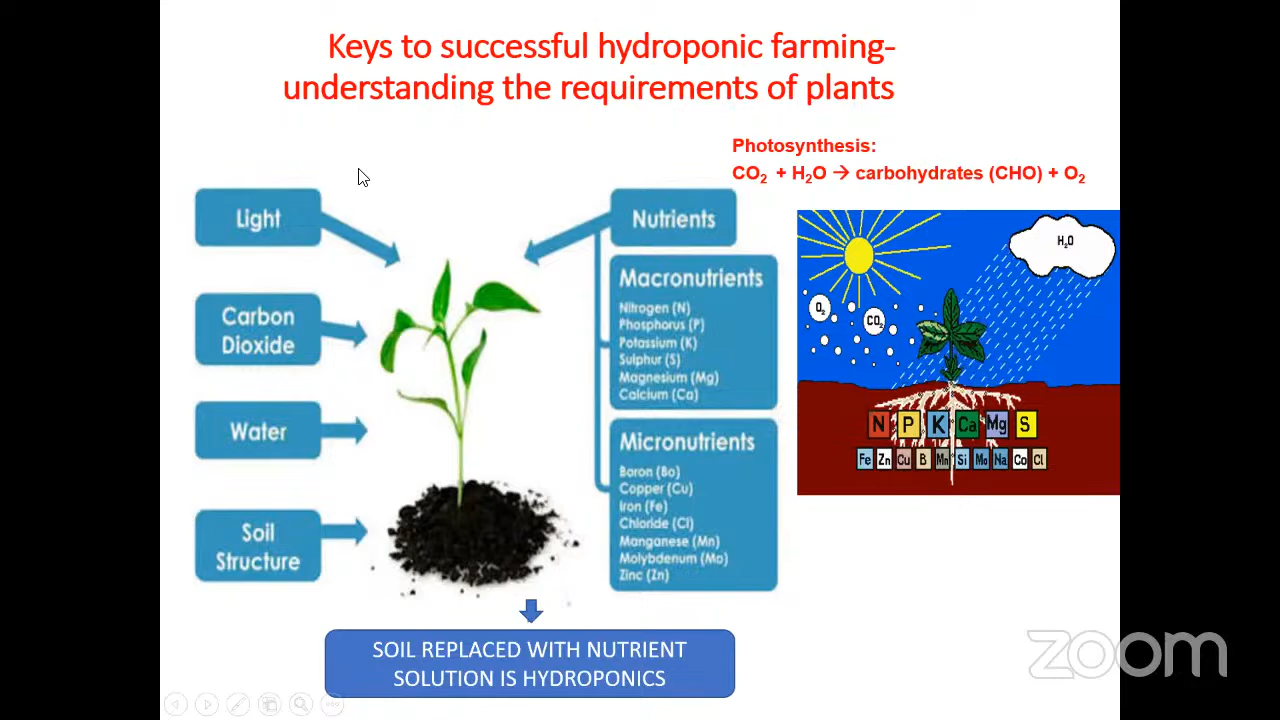 Keys to successful hydroponic farming-
understanding the requirements of plants
Photosynthesis:
CO2 + H2O → carbohydrates (CHO) + O2
Light
Carbon
Dioxide
Water
Soil
Structure
Nutrients
Macronutrients
Nitrogen (N)
Phosphorus (P)
Potassium (K)
Sulphur (S)
Magnesium (Mg)
Calcium (Ca)
Micronutrients
Boron (Bo)
Copper (Cu)
Iron (Fe)
Chloride (Cl)
Manganese (Mn)
Molybdenum (Mo)
Zinc (Zn)
H2O
O2
CO2
N P K Ca Mg S
Fe Zn Cu B Mn Si Mo Na Co Cl
SOIL REPLACED WITH NUTRIENT
SOLUTION IS HYDROPONICS
zoom